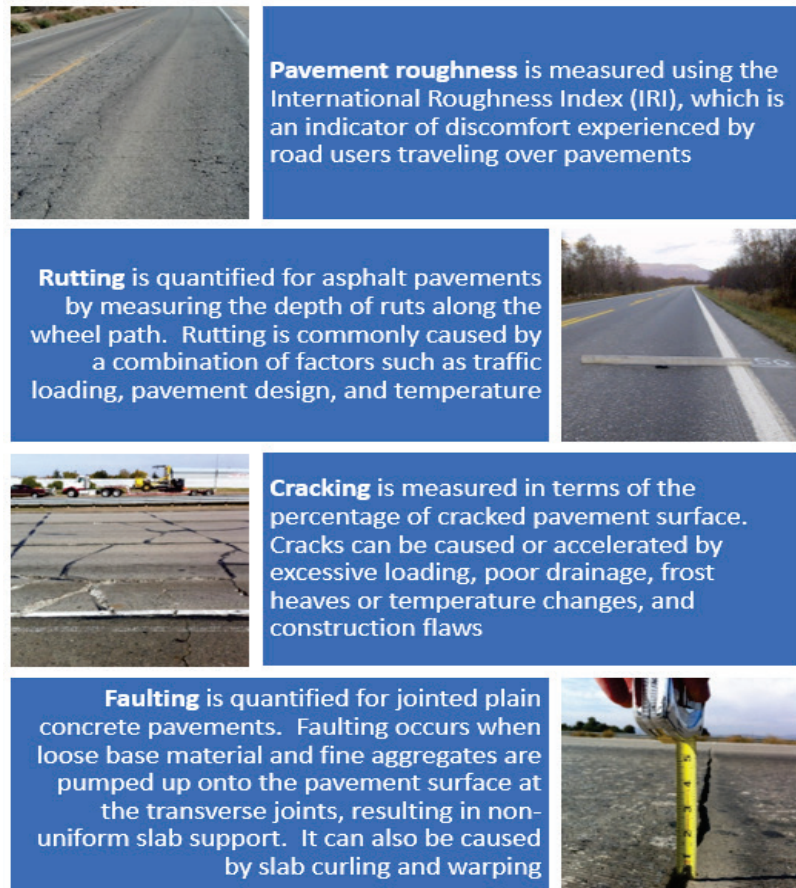 Pavement roughness is measured using the
International Roughness Index (IRI), which is
an indicator of discomfort experienced by
road users traveling over pavements
Rutting is quantified for asphalt pavements
by measuring the depth of ruts along the
wheel path. Rutting is commonly caused by
a combination of factors such as traffic
loading, pavement design, and temperature
Cracking is measured in terms of the
percentage of cracked pavement surface.
Cracks can be caused or accelerated by
excessive loading, poor drainage, frost
heaves or temperature changes, and
construction flaws
Faulting is quantified for jointed plain
concrete pavements. Faulting occurs when
loose base material and fine aggregates are
pumped up onto the pavement surface at
the transverse joints, resulting in non-
uniform slab support. It can also be caused
by slab curling and warping
5
4
3
2
1